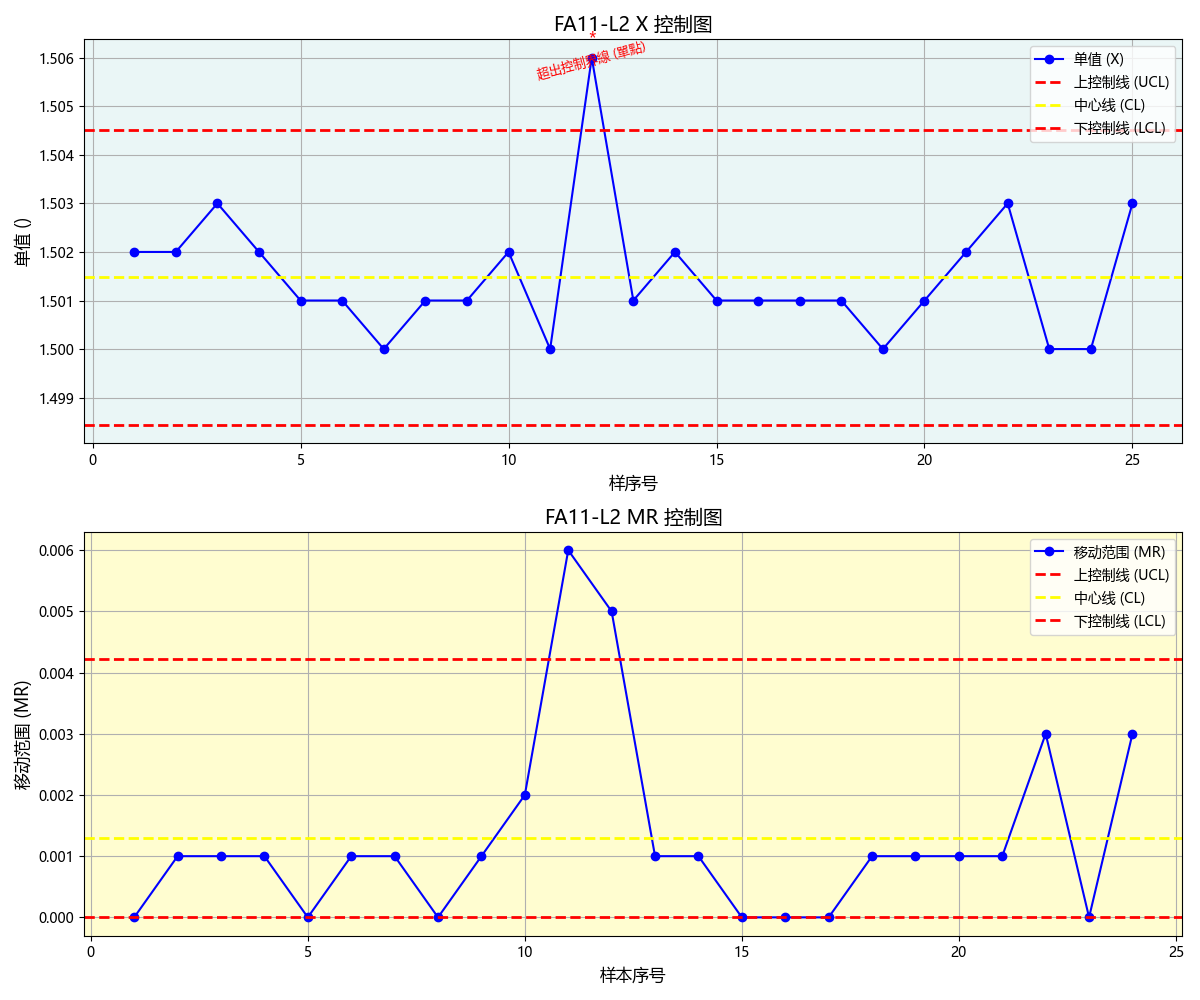 FA11-L2 X 控制图
*
超出控制界線 (單點)
单值 (X)
上控制线 (UCL)
中心线 (CL)
下控制线 (LCL)
单值 ()
1.506
1.505
1.504
1.503
1.502
1.501
1.500
1.499
0 5 10 15 20 25
样序号
FA11-L2 MR 控制图
移动范围 (MR)
上控制线 (UCL)
中心线 (CL)
下控制线 (LCL)
移动范围 (MR)
0.006
0.005
0.004
0.003
0.002
0.001
0.000
0 5 10 15 20 25
样本序号